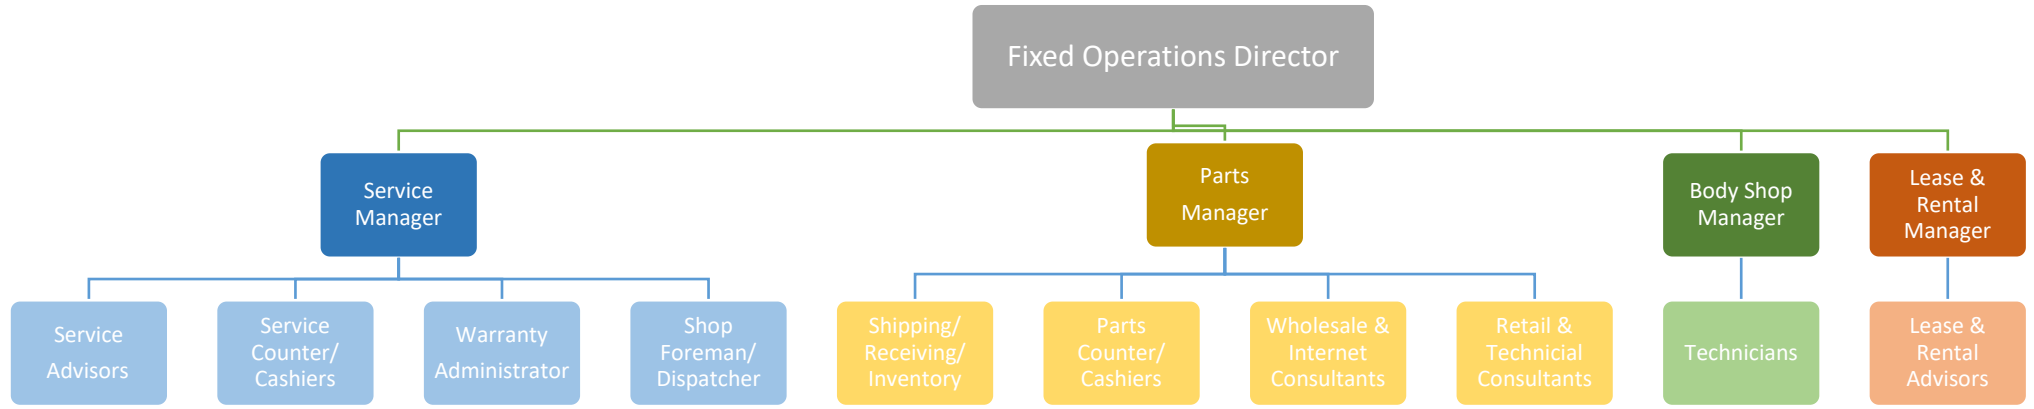 Fixed Operations Director
Service
Manager
Parts
Manager
Body Shop
Manager
Lease &
Rental
Manager
Service
Advisors
Service
Counter/
Cashiers
Warranty
Administrator
Shop
Foreman/
Dispatcher
Shipping/
Receiving/
Inventory
Parts
Counter/
Cashiers
Wholesale &
Internet
Consultants
Retail &
Technicial
Consultants
Technicians
Lease &
Rental
Advisors